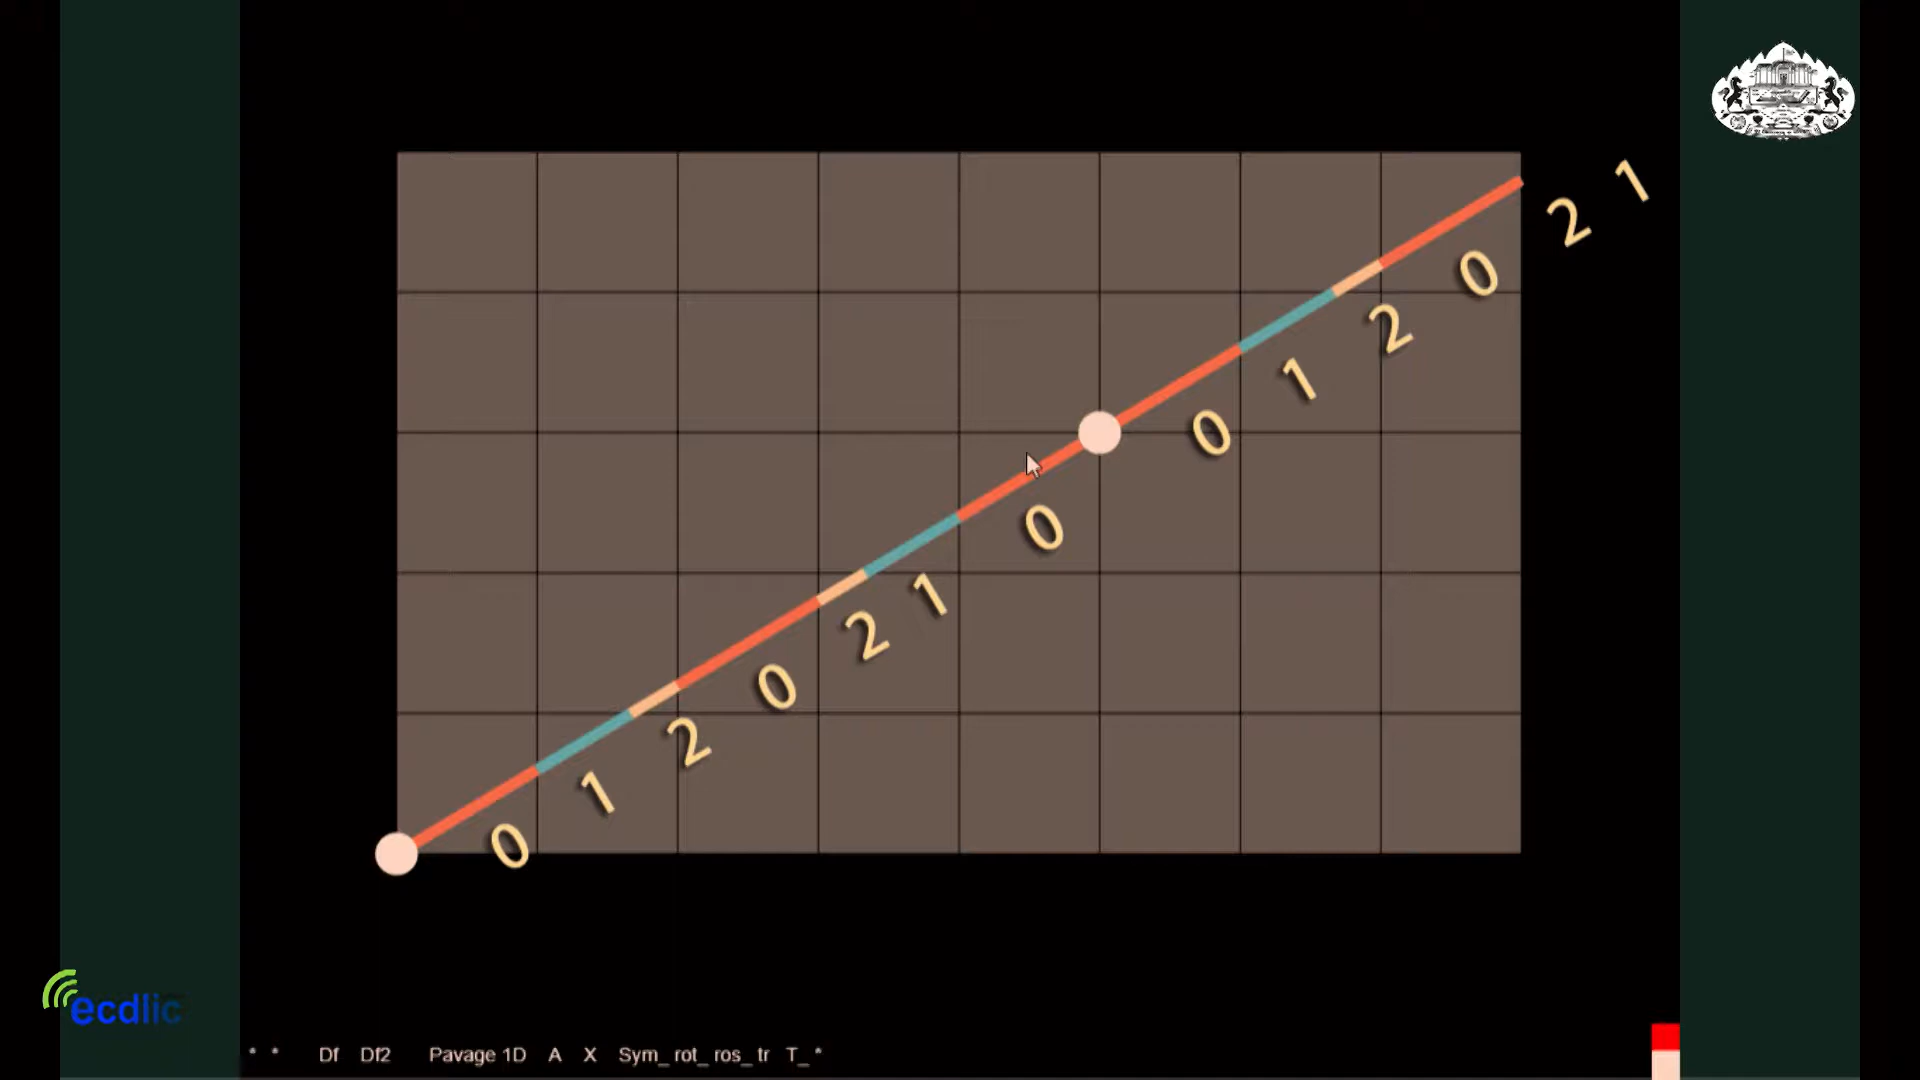 0 1 2 0 2 1 0 0 1 2 0 2 1
ecdlic
* * Df Df2 Pavage 1D A X Sym_ rot_ ros_ tr T_ *